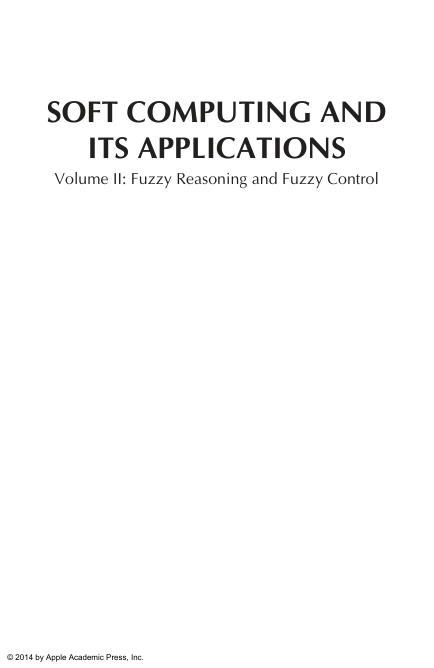 SOFT COMPUTING AND
ITS APPLICATIONS
Volume II: Fuzzy Reasoning and Fuzzy Control
© 2014 by Apple Academic Press, Inc.